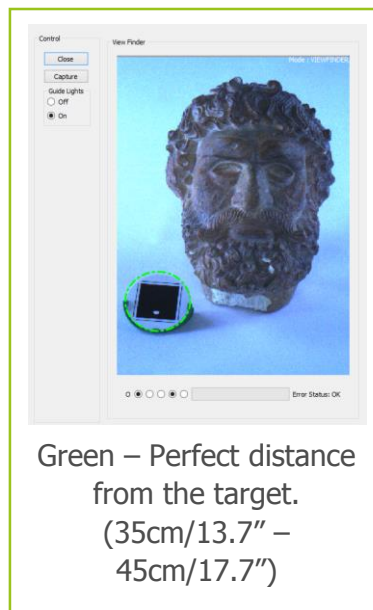 Control
Close
Capture
Guide Lights
Off
On
View Finder
Mode : VIEWFINDER
0
Error Status: OK
Green – Perfect distance
from the target.
(35cm/13.7” –
45cm/17.7”)